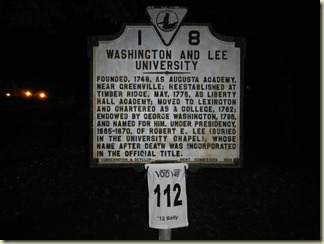 I 8
WASHINGTON AND LEE
UNIVERSITY
FOUNDED, 1749, AS AUGUSTA ACADEMY,
NEAR GREENVILLE; REESTABLISHED AT
TIMBER RIDGE, MAY, 1776, AS LIBERTY
HALL ACADEMY; MOVED TO LEXINGTON
AND CHARTERED AS A COLLEGE, 1782;
ENDOWED BY GEORGE WASHINGTON, 1796,
AND NAMED FOR HIM. UNDER PRESIDENCY,
1865-1870, OF ROBERT E. LEE (BURIED
IN THE UNIVERSITY CHAPEL), WHOSE
NAME AFTER DEATH WAS INCORPORATED
IN THE OFFICIAL TITLE.
112
'12 Rally